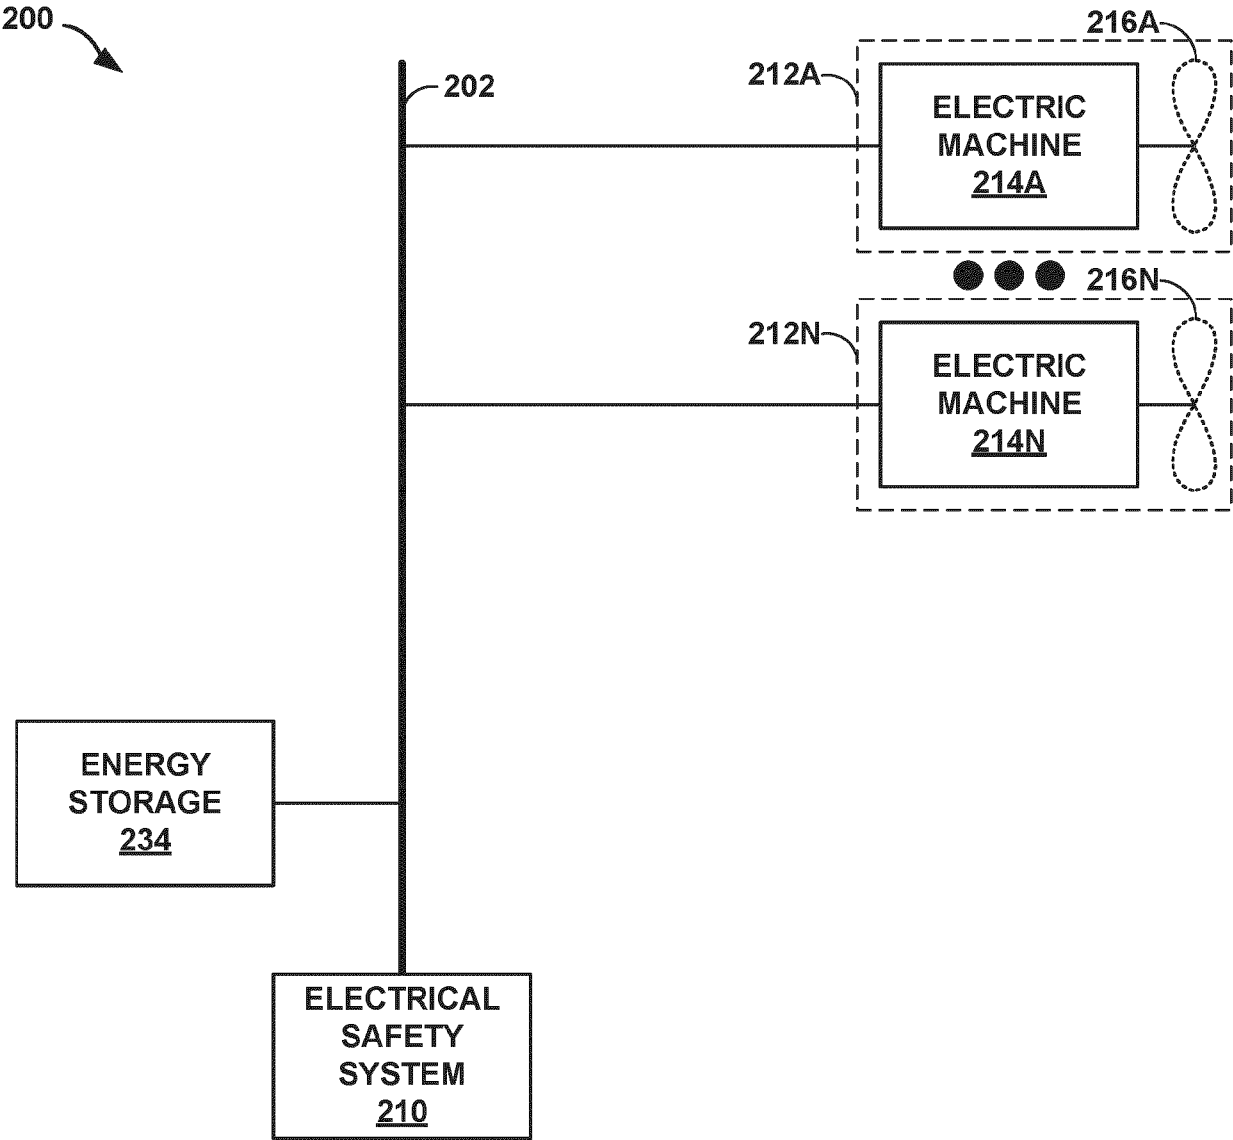 200
216A
212A
202
ELECTRIC
MACHINE
214A
216N
212N
ELECTRIC
MACHINE
214N
ENERGY
STORAGE
234
ELECTRICAL
SAFETY
SYSTEM
210